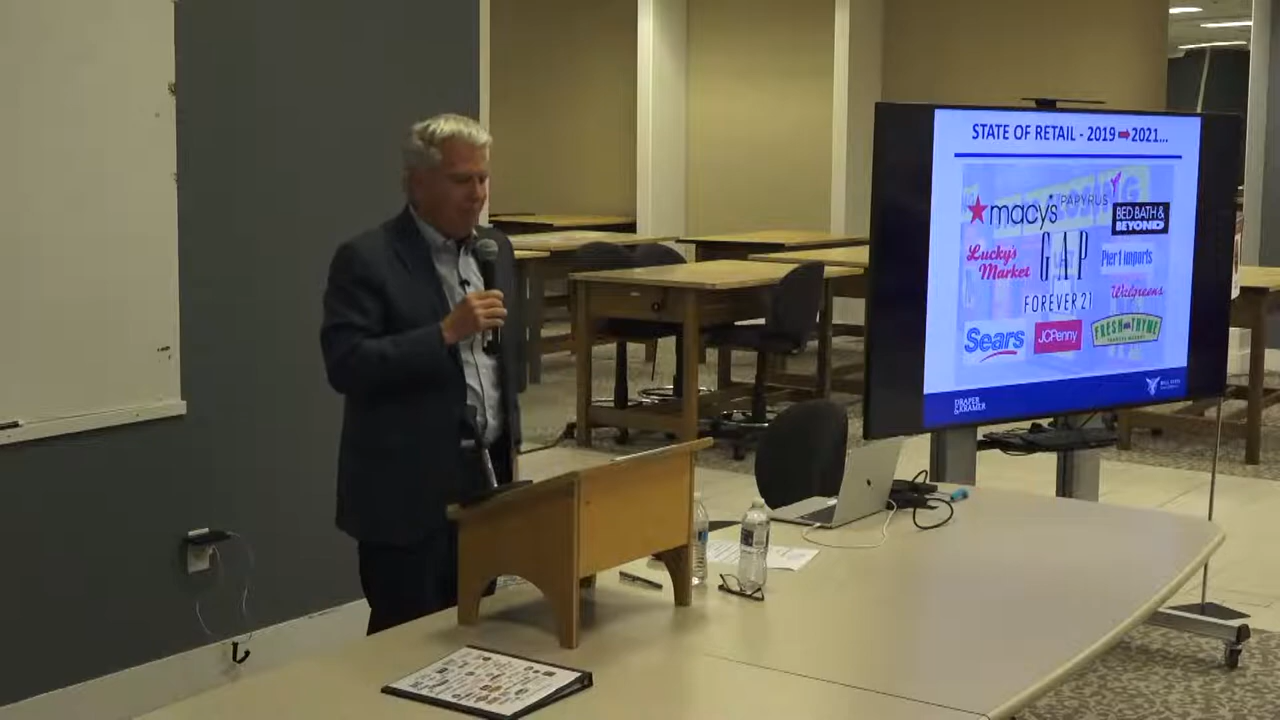 STATE OF RETAIL - 2019 ➡ 2021...
macy's
PAPYRUS
BED BATH &
BEYOND
Lucky's
Market
GAP
Pier 1 imports
FOREVER 21
Walgreens
Sears
JCPenny
FRESH THYME
DRAPER
& KRAMER